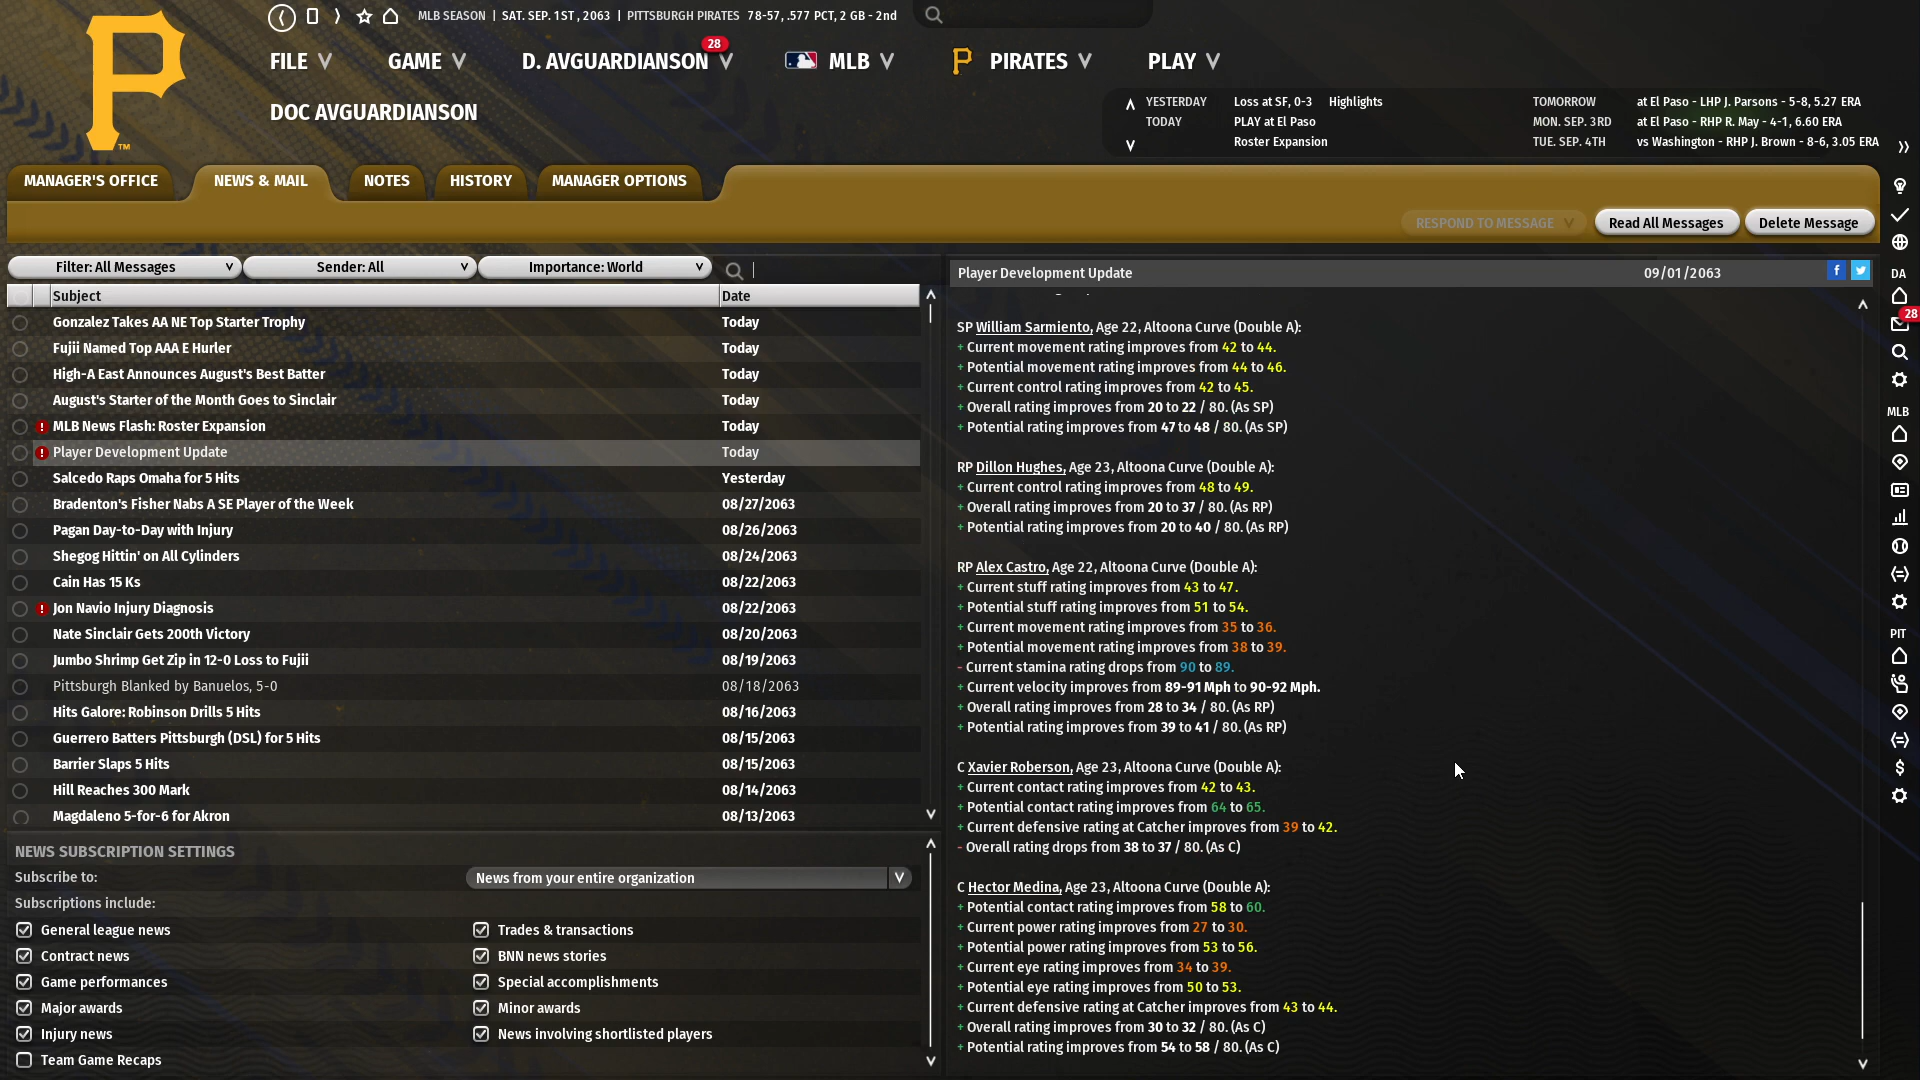 MLB SEASON | SAT. SEP. 1ST , 2063 | PITTSBURGH PIRATES 78-57, .577 PCT, 2 GB - 2nd
FILE
GAME
D. AVGUARDIANSON
28
MLB
P PIRATES
PLAY
P
TM
DOC AVGUARDIANSON
YESTERDAY Loss at SF, 0-3 Highlights
TODAY PLAY at El Paso
Roster Expansion
TOMORROW at El Paso - LHP J. Parsons - 5-8, 5.27 ERA
MON. SEP. 3RD at El Paso - RHP R. May - 4-1, 6.60 ERA
TUE. SEP. 4TH vs Washington - RHP J. Brown - 8-6, 3.05 ERA
MANAGER'S OFFICE
NEWS & MAIL
NOTES
HISTORY
MANAGER OPTIONS
RESPOND TO MESSAGE
Read All Messages
Delete Message
Filter: All Messages
Sender: All
Importance: World
Subject Date
Gonzalez Takes AA NE Top Starter Trophy Today
Fujii Named Top AAA E Hurler Today
High-A East Announces August's Best Batter Today
August's Starter of the Month Goes to Sinclair Today
! MLB News Flash: Roster Expansion Today
! Player Development Update Today
Salcedo Raps Omaha for 5 Hits Yesterday
Bradenton's Fisher Nabs A SE Player of the Week 08/27/2063
Pagan Day-to-Day with Injury 08/26/2063
Shegog Hittin' on All Cylinders 08/24/2063
Cain Has 15 Ks 08/22/2063
! Jon Navio Injury Diagnosis 08/22/2063
Nate Sinclair Gets 200th Victory 08/20/2063
Jumbo Shrimp Get Zip in 12-0 Loss to Fujii 08/19/2063
Pittsburgh Blanked by Banuelos, 5-0 08/18/2063
Hits Galore: Robinson Drills 5 Hits 08/16/2063
Guerrero Batters Pittsburgh (DSL) for 5 Hits 08/15/2063
Barrier Slaps 5 Hits 08/15/2063
Hill Reaches 300 Mark 08/14/2063
Magdaleno 5-for-6 for Akron 08/13/2063
NEWS SUBSCRIPTION SETTINGS
Subscribe to: News from your entire organization
Subscriptions include:
General league news Trades & transactions
Contract news BNN news stories
Game performances Special accomplishments
Major awards Minor awards
Injury news News involving shortlisted players
Team Game Recaps
Player Development Update 09/01/2063
SP William Sarmiento, Age 22, Altoona Curve (Double A):
+ Current movement rating improves from 42 to 44.
+ Potential movement rating improves from 44 to 46.
+ Current control rating improves from 42 to 45.
+ Overall rating improves from 20 to 22 / 80. (As SP)
+ Potential rating improves from 47 to 48 / 80. (As SP)
RP Dillon Hughes, Age 23, Altoona Curve (Double A):
+ Current control rating improves from 48 to 49.
+ Overall rating improves from 20 to 37 / 80. (As RP)
+ Potential rating improves from 20 to 40 / 80. (As RP)
RP Alex Castro, Age 22, Altoona Curve (Double A):
+ Current stuff rating improves from 43 to 47.
+ Potential stuff rating improves from 51 to 54.
+ Current movement rating improves from 35 to 36.
+ Potential movement rating improves from 38 to 39.
- Current stamina rating drops from 90 to 89.
+ Current velocity improves from 89-91 Mph to 90-92 Mph.
+ Overall rating improves from 28 to 34 / 80. (As RP)
+ Potential rating improves from 39 to 41 / 80. (As RP)
C Xavier Roberson, Age 23, Altoona Curve (Double A):
+ Current contact rating improves from 42 to 43.
+ Potential contact rating improves from 64 to 65.
+ Current defensive rating at Catcher improves from 39 to 42.
- Overall rating drops from 38 to 37 / 80. (As C)
C Hector Medina, Age 23, Altoona Curve (Double A):
+ Potential contact rating improves from 58 to 60.
+ Current power rating improves from 27 to 30.
+ Potential power rating improves from 53 to 56.
+ Current eye rating improves from 34 to 39.
+ Potential eye rating improves from 50 to 53.
+ Current defensive rating at Catcher improves from 43 to 44.
+ Overall rating improves from 30 to 32 / 80. (As C)
+ Potential rating improves from 54 to 58 / 80. (As C)
DA
28
MLB
PIT
$